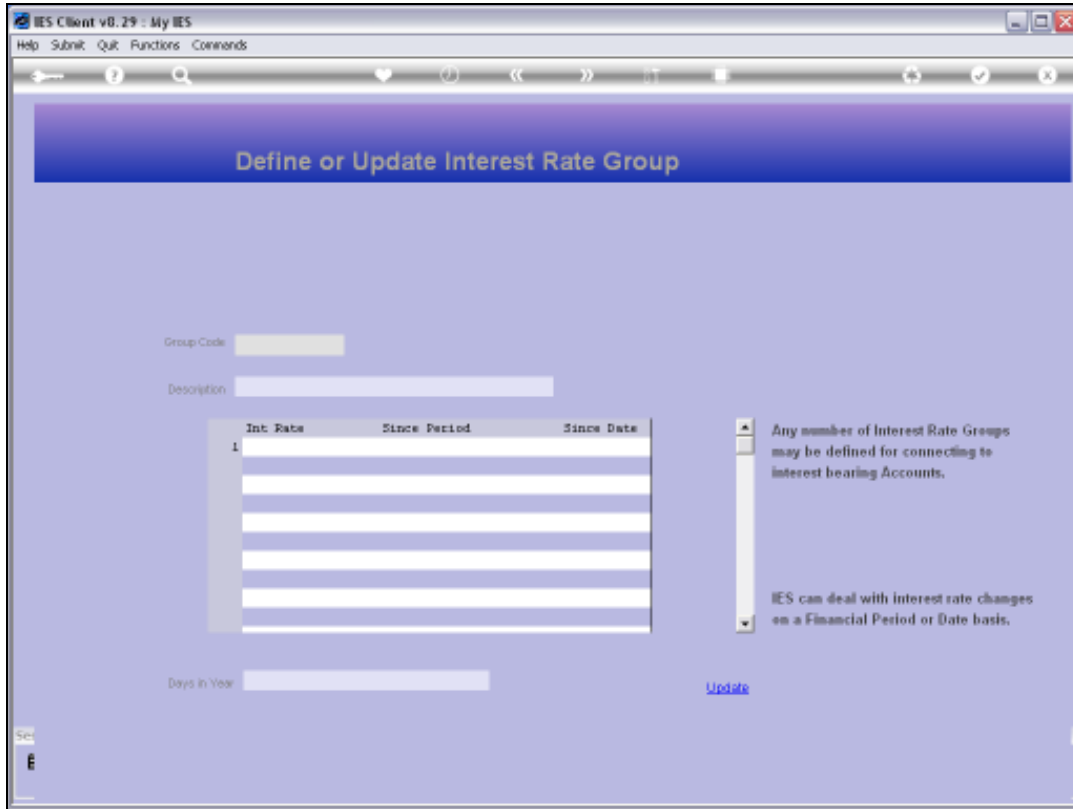 IES Client v8.29 : My IES
Help Submit Quit Functions Commands
Define or Update Interest Rate Group
Group Code
Description
Int Rate Since Period Since Date
1
Any number of Interest Rate Groups
may be defined for connecting to
interest bearing Accounts.
IES can deal with interest rate changes
on a Financial Period or Date basis.
Days in Year
Update